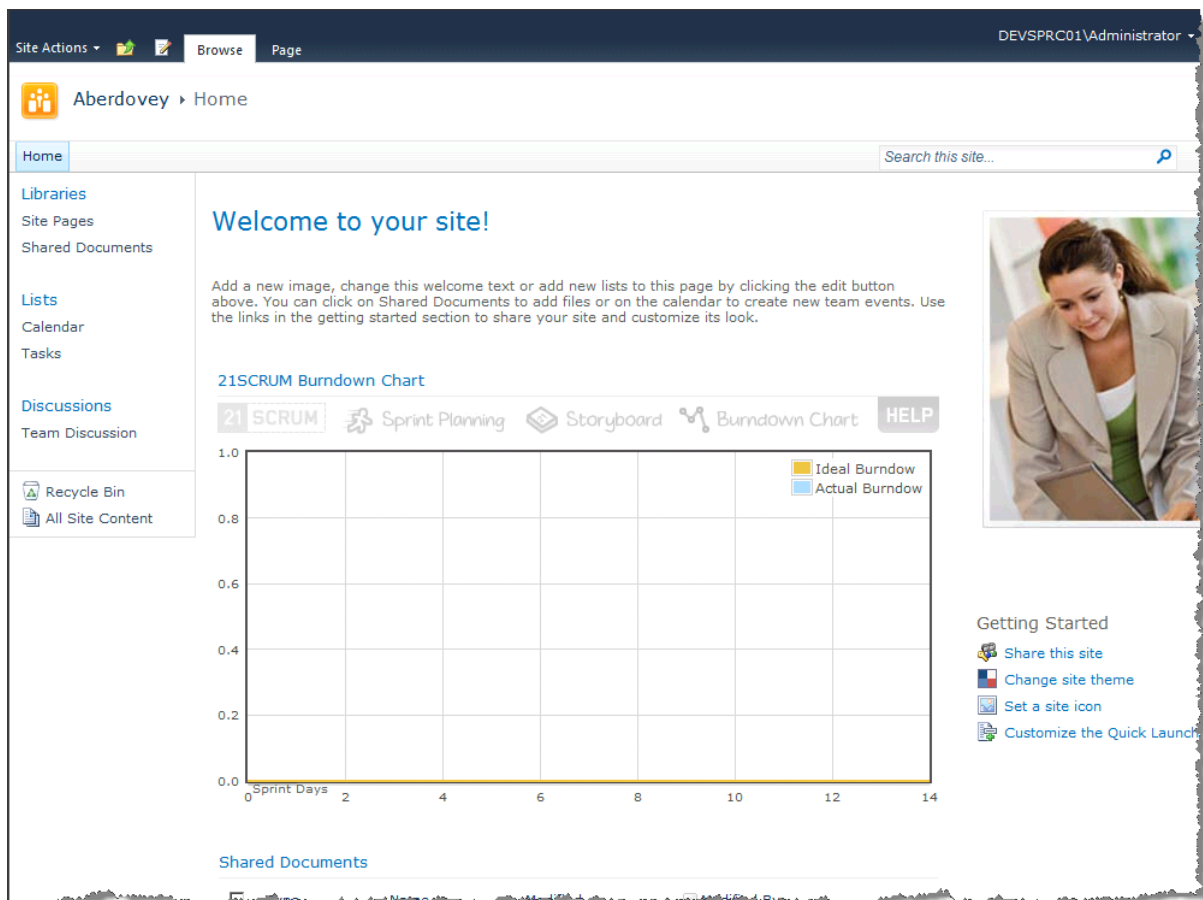 Site Actions
Browse
Page
DEVSPRC01\Administrator
Aberdovey
Home
Home
Search this site...
Libraries
Site Pages
Shared Documents
Lists
Calendar
Tasks
Discussions
Team Discussion
Recycle Bin
All Site Content
Welcome to your site!
Add a new image, change this welcome text or add new lists to this page by clicking the edit button
above. You can click on Shared Documents to add files or on the calendar to create new team events. Use
the links in the getting started section to share your site and customize its look.
21SCRUM Burndown Chart
21 SCRUM
Sprint Planning
Storyboard
Burndown Chart
HELP
Ideal Burndow
Actual Burndow
1.0
0.8
0.6
0.4
0.2
0.0
Sprint Days
0 2 4 6 8 10 12 14
Getting Started
Share this site
Change site theme
Set a site icon
Customize the Quick Launch
Shared Documents